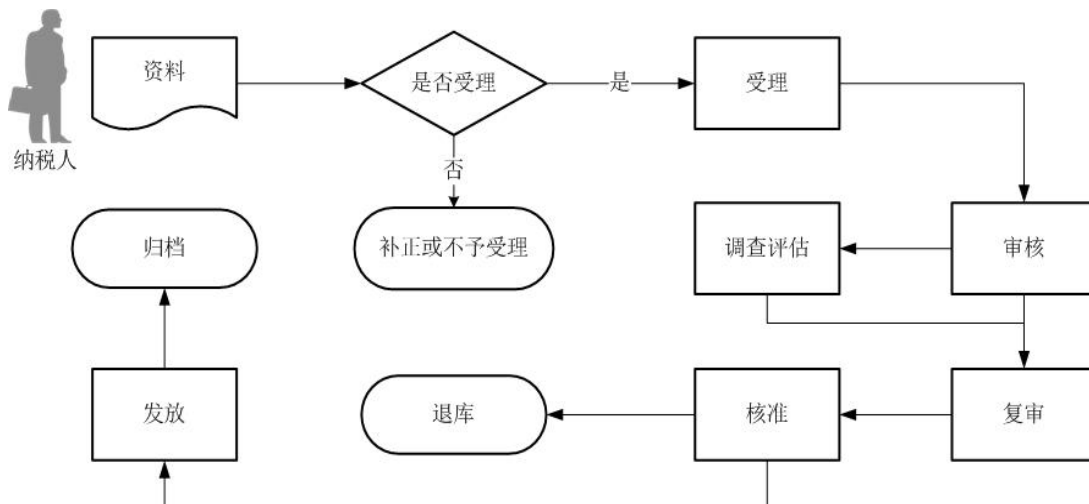 资料
是否受理
是
受理
纳税人
否
归档
补正或不予受理
调查评估
审核
发放
退库
核准
复审